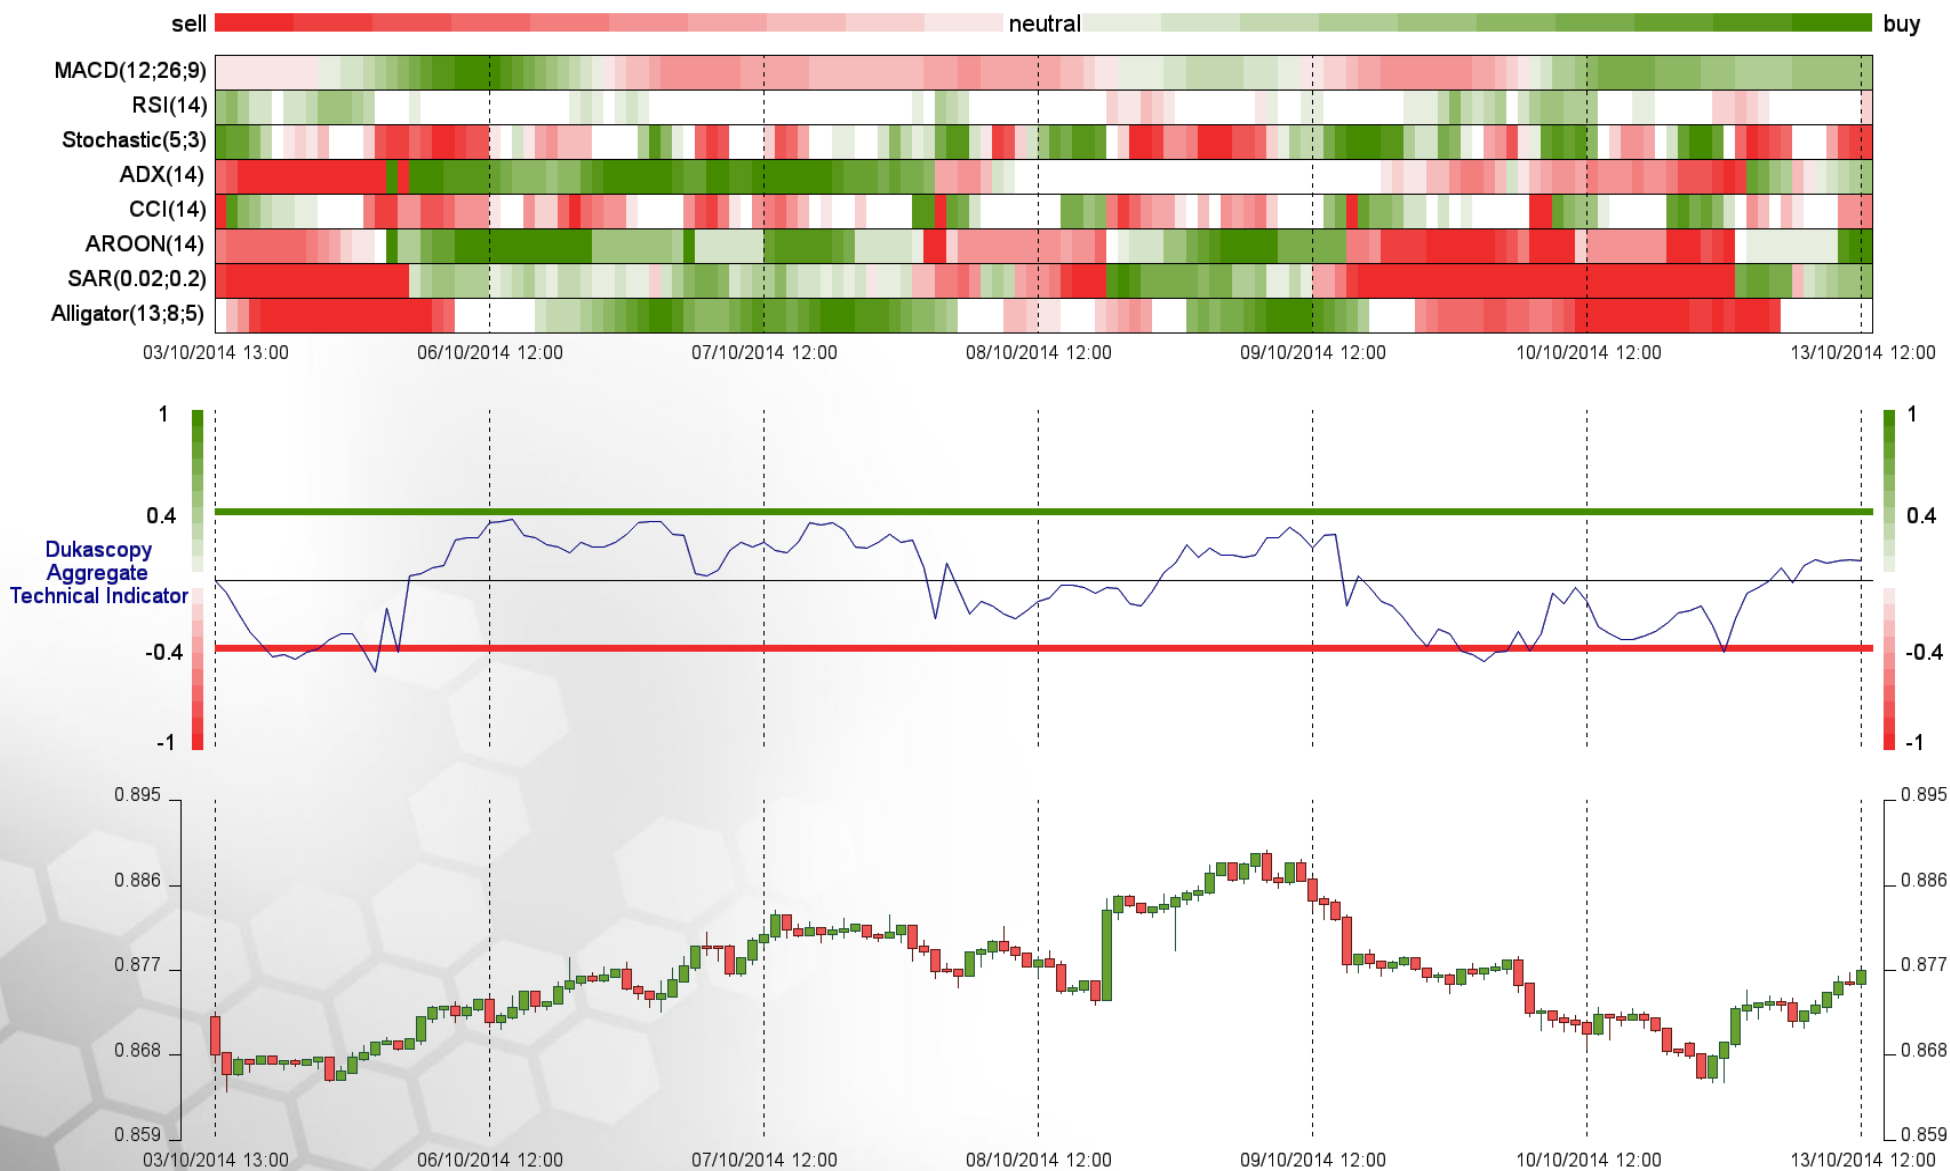 sell neutral buy
MACD(12;26;9)
RSI(14)
Stochastic(5;3)
ADX(14)
CCI(14)
AROON(14)
SAR(0.02;0.2)
Alligator(13;8;5)
03/10/2014 13:00 06/10/2014 12:00 07/10/2014 12:00 08/10/2014 12:00 09/10/2014 12:00 10/10/2014 12:00 13/10/2014 12:00
1 1
0.4 0.4
Dukascopy
Aggregate
Technical Indicator
-0.4 -0.4
-1 -1
0.895 0.895
0.886 0.886
0.877 0.877
0.868 0.868
0.859 0.859
03/10/2014 13:00 06/10/2014 12:00 07/10/2014 12:00 08/10/2014 12:00 09/10/2014 12:00 10/10/2014 12:00 13/10/2014 12:00